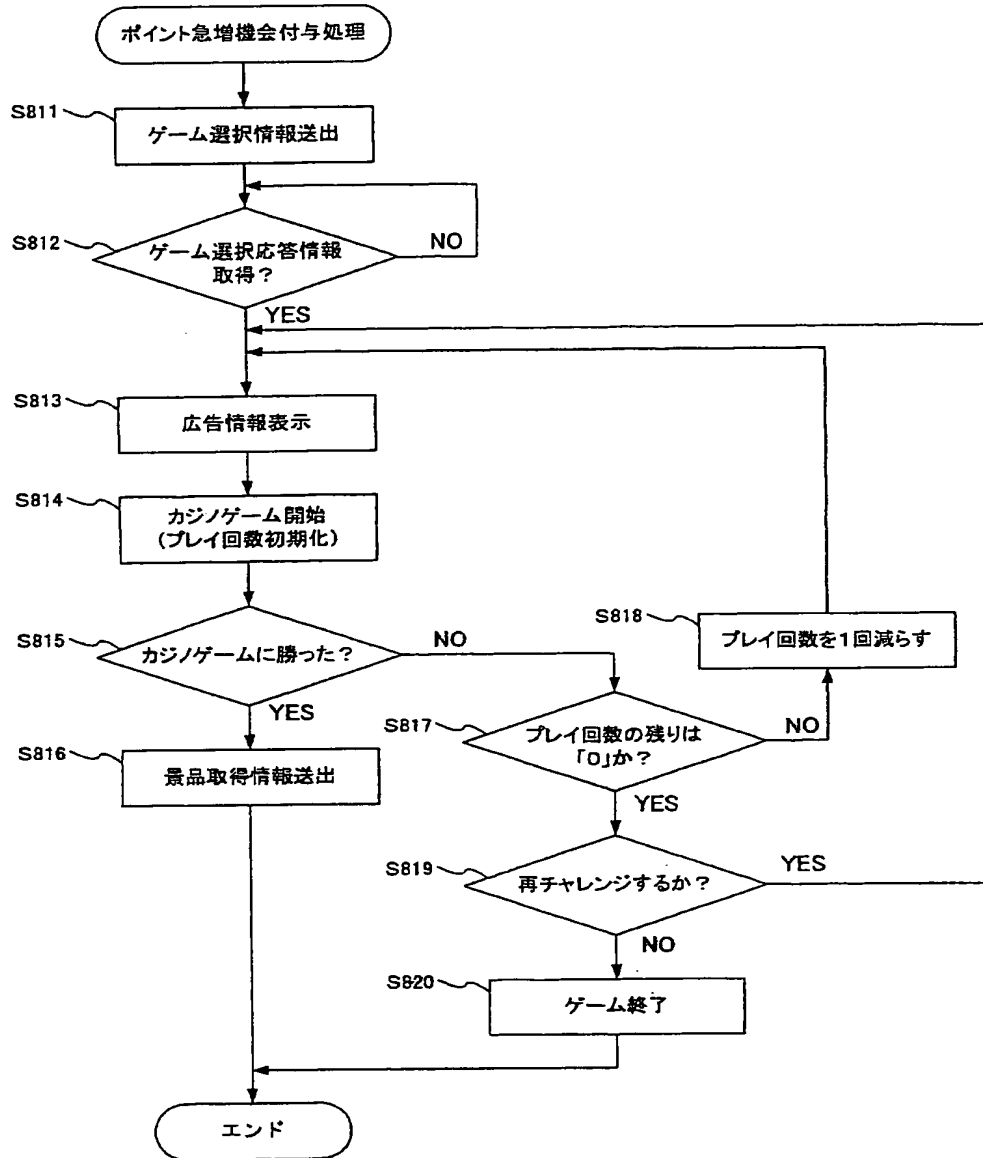 ポイント急増機会付与処理
S811
ゲーム選択情報送出
S812
ゲーム選択応答情報
取得？
NO
YES
S813
広告情報表示
S814
カジノゲーム開始
(プレイ回数初期化)
S815
カジノゲームに勝った？
NO
YES
S818
プレイ回数を1回減らす
S816
景品取得情報送出
S817
プレイ回数の残りは
「0」か？
NO
YES
S819
再チャレンジするか？
YES
NO
S820
ゲーム終了
エンド